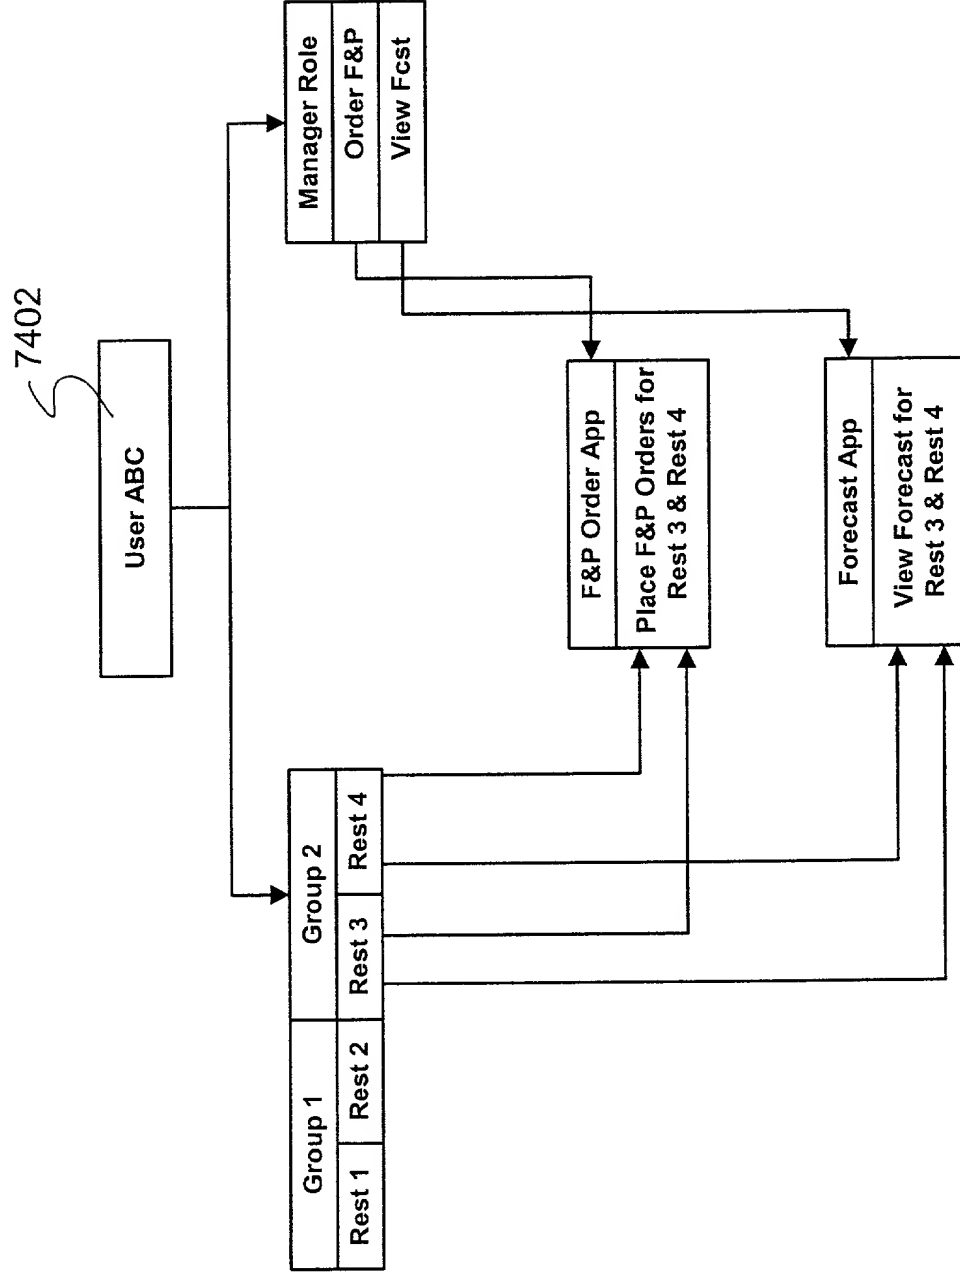 7402
User ABC
Group 1
Group 2
Rest 1
Rest 2
Rest 3
Rest 4
Manager Role
Order F&P
View Fcst
F&P Order App
Place F&P Orders for
Rest 3 & Rest 4
Forecast App
View Forecast for
Rest 3 & Rest 4